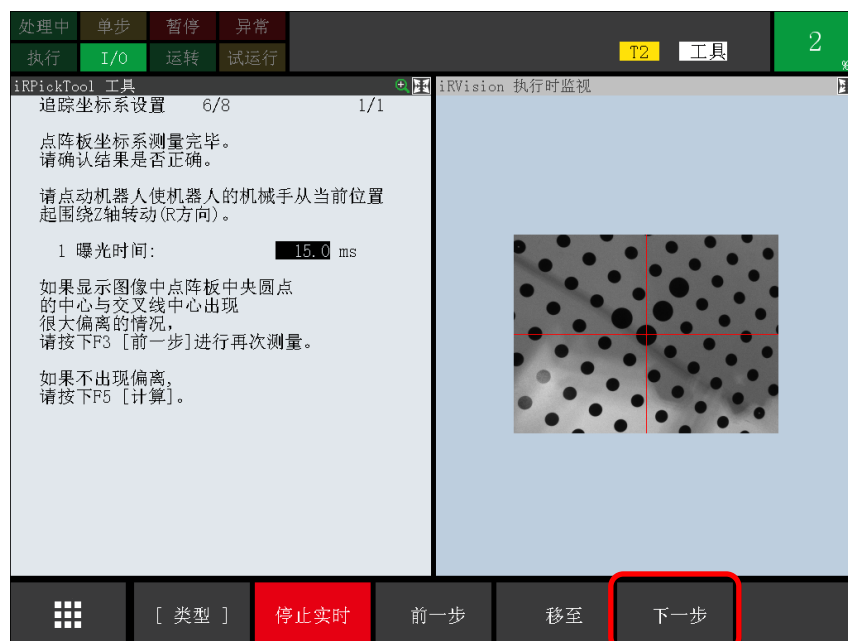 处理中 单步 暂停 异常
执行 I/O 运转 试运行
T2 工具
2
%
iRPickTool 工具
追踪坐标系设置 6/8 1/1
点阵板坐标系测量完毕。
请确认结果是否正确。
请点动机器人使机器人的机械手从当前位置
起围绕Z轴转动(R方向)。
1 曝光时间: 15.0 ms
如果显示图像中点阵板中央圆点
的中心与交叉线中心出现
很大偏离的情况,
请按下F3 [前一步]进行再次测量。
如果不出现偏离,
请按下F5 [计算]。
iRVision 执行时监视
[ 类型 ] 停止实时 前一步 移至 下一步